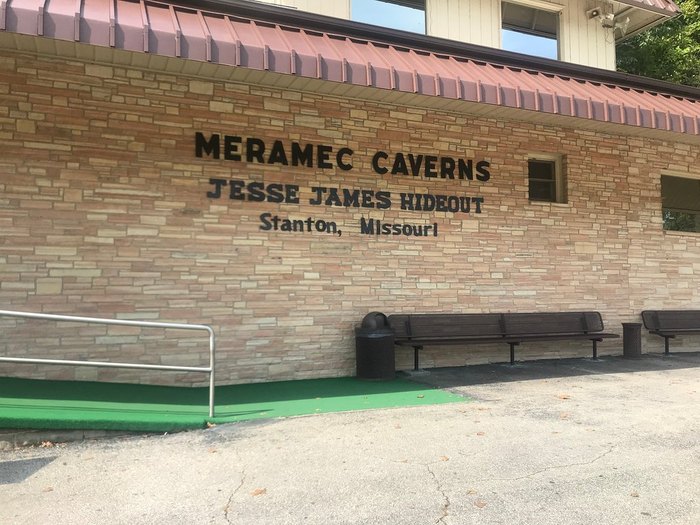 MERAMEC CAVERNS
JESSE JAMES HIDEOUT
Stanton, Missouri